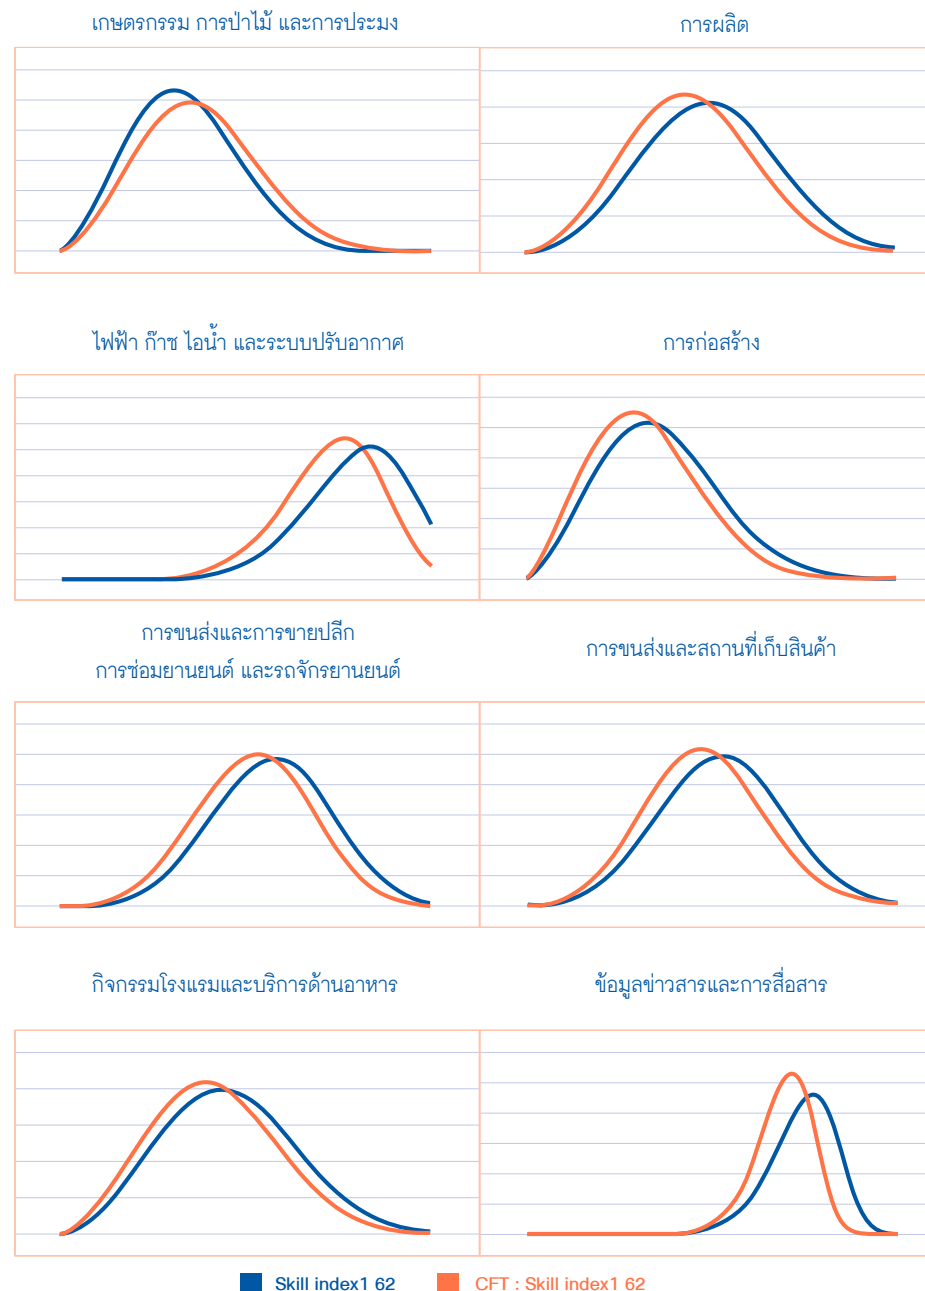 เกษตรกรรม การป่าไม้ และการประมง
การผลิต
ไฟฟ้า ก๊าซ ไอน้ำ และระบบปรับอากาศ
การก่อสร้าง
การขนส่งและการขายปลีก
การซ่อมยานยนต์ และรถจักรยานยนต์
การขนส่งและสถานที่เก็บสินค้า
กิจกรรมโรงแรมและบริการด้านอาหาร
ข้อมูลข่าวสารและการสื่อสาร
Skill index1 62
CFT : Skill index1 62